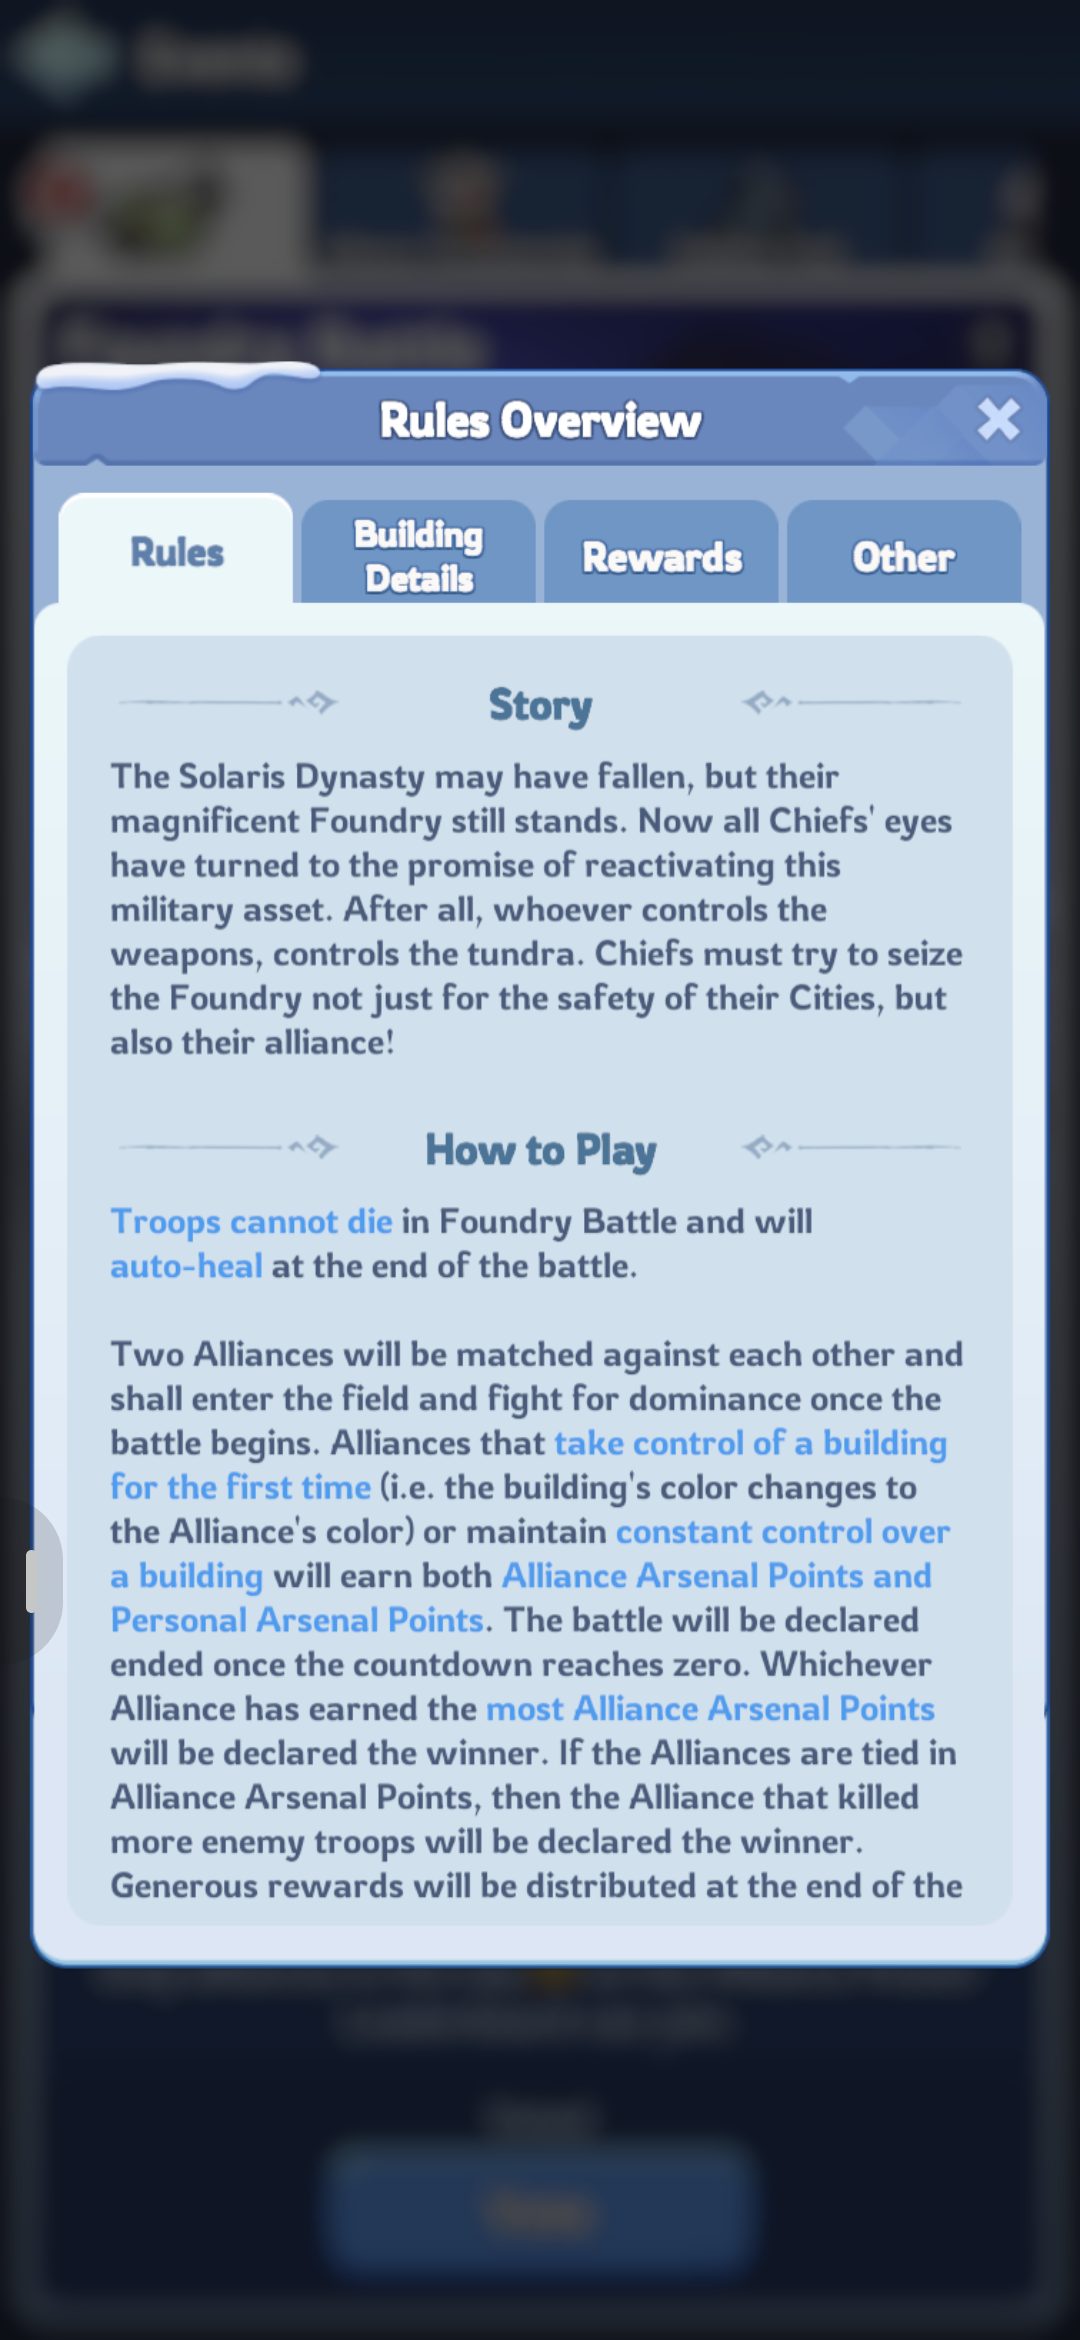 Rules Overview
Rules
Building
Details
Rewards
Other
Story
The Solaris Dynasty may have fallen, but their
magnificent Foundry still stands. Now all Chiefs' eyes
have turned to the promise of reactivating this
military asset. After all, whoever controls the
weapons, controls the tundra. Chiefs must try to seize
the Foundry not just for the safety of their Cities, but
also their alliance!
How to Play
Troops cannot die in Foundry Battle and will
auto-heal at the end of the battle.
Two Alliances will be matched against each other and
shall enter the field and fight for dominance once the
battle begins. Alliances that take control of a building
for the first time (i.e. the building's color changes to
the Alliance's color) or maintain constant control over
a building will earn both Alliance Arsenal Points and
Personal Arsenal Points. The battle will be declared
ended once the countdown reaches zero. Whichever
Alliance has earned the most Alliance Arsenal Points
will be declared the winner. If the Alliances are tied in
Alliance Arsenal Points, then the Alliance that killed
more enemy troops will be declared the winner.
Generous rewards will be distributed at the end of the